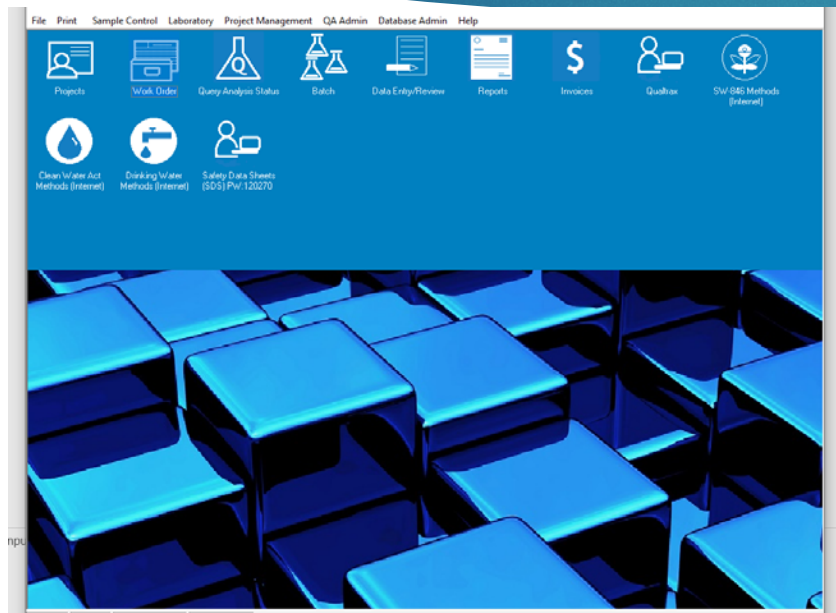 File Print Sample Control Laboratory Project Management QA Admin Database Admin Help
Projects Work Order Query Analysis Status Batch Data Entry/Review Reports Invoices Qualtrax SW-846 Methods
(Internet)
Clean Water Act Drinking Water Safety Data Sheets
Methods (Internet) Methods (Internet) (SDS) PW:120270